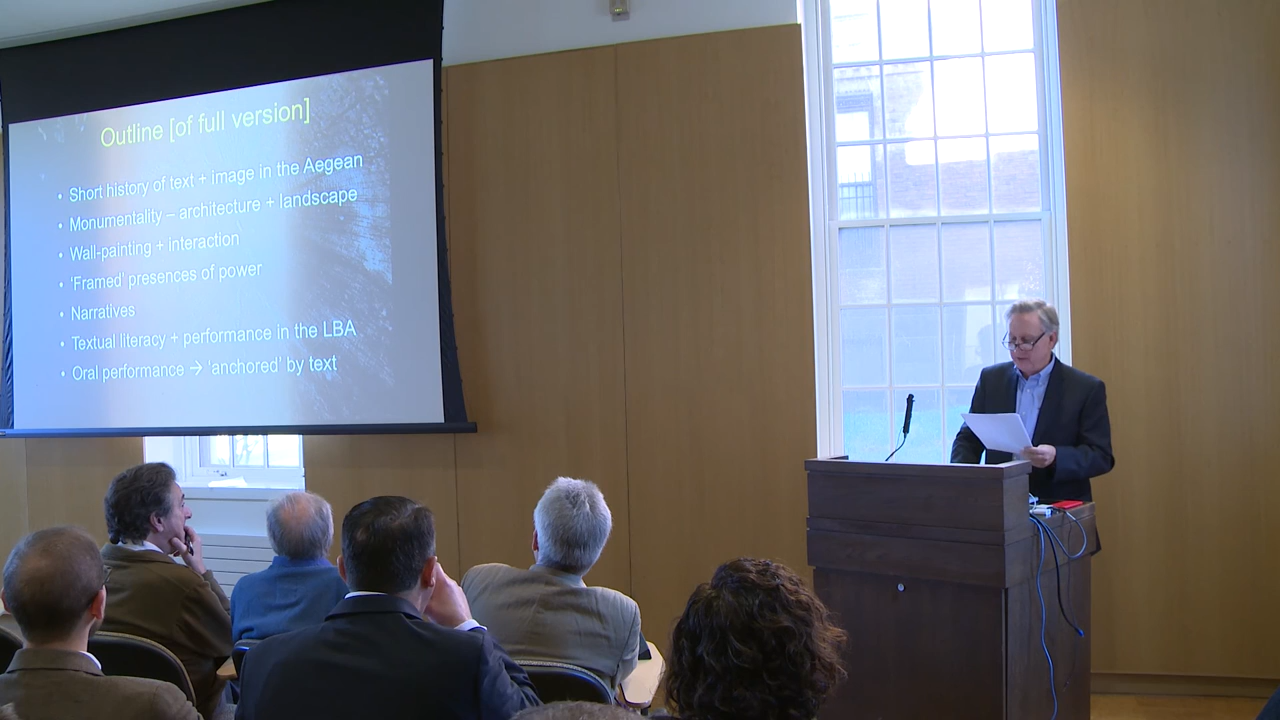 Outline [of full version]
• Short history of text + image in the Aegean
• Monumentality – architecture + landscape
• Wall-painting + interaction
• 'Framed' presences of power
• Narratives
• Textual literacy + performance in the LBA
• Oral performance → 'anchored' by text